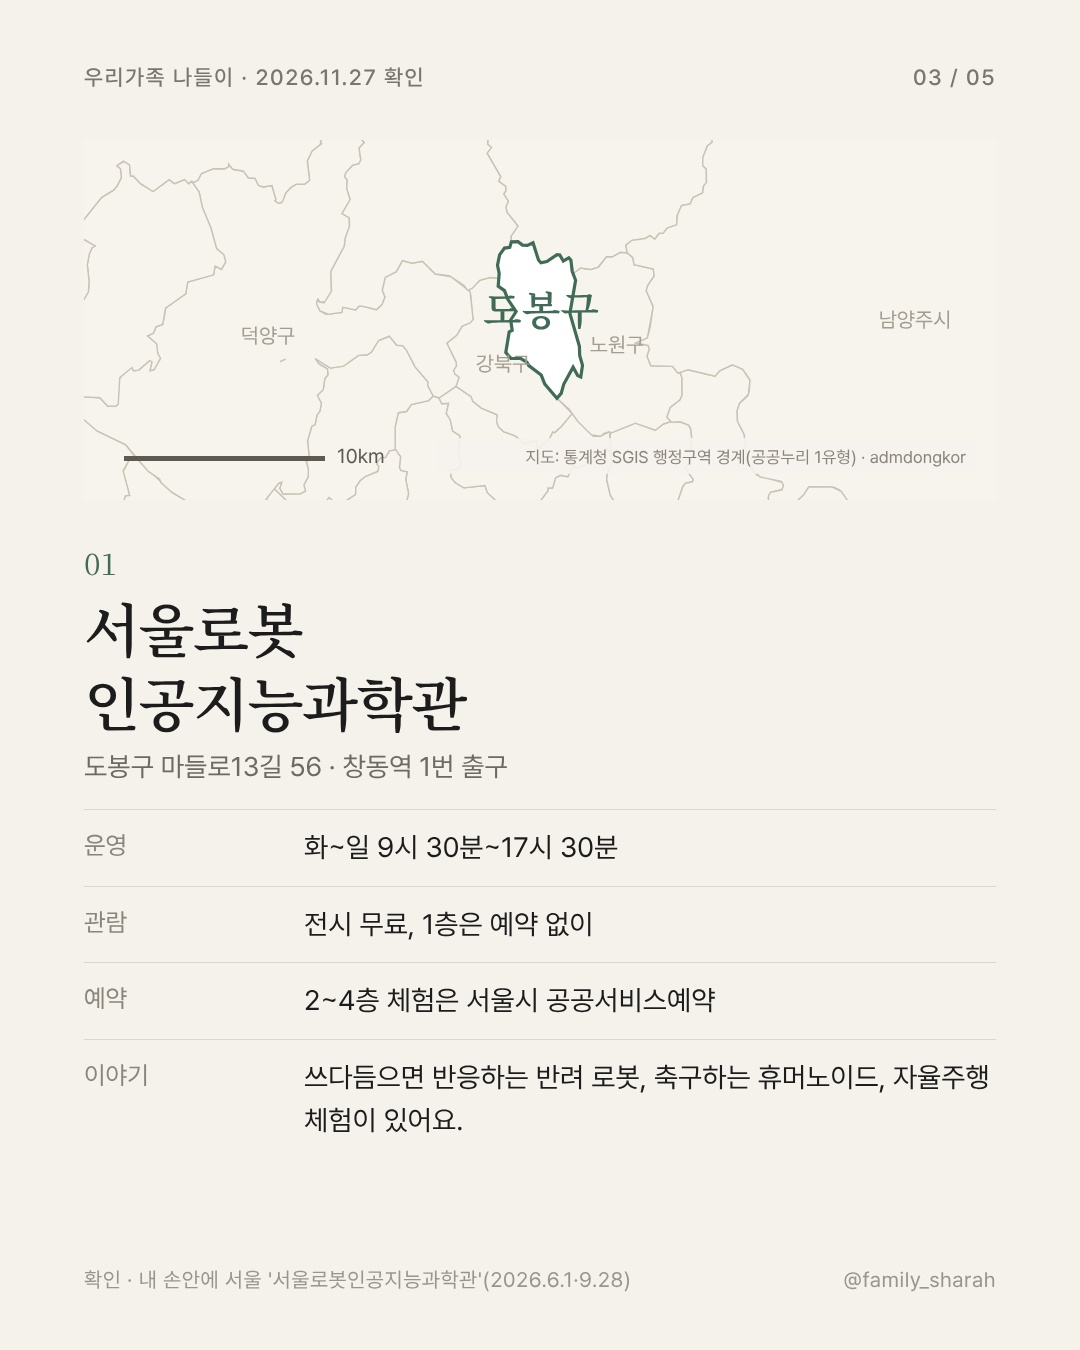 우리가족 나들이 · 2026.11.27 확인
03 / 05
도봉구
덕양구
남양주시
노원구
강북구
10km
지도: 통계청 SGIS 행정구역 경계(공공누리 1유형) · admdongkor
01
서울로봇
인공지능과학관
도봉구 마들로13길 56 · 창동역 1번 출구
운영
화~일 9시 30분~17시 30분
관람
전시 무료, 1층은 예약 없이
예약
2~4층 체험은 서울시 공공서비스예약
이야기
쓰다듬으면 반응하는 반려 로봇, 축구하는 휴머노이드, 자율주행
체험이 있어요.
확인 · 내 손안에 서울 '서울로봇인공지능과학관'(2026.6.1·9.28)
@family_sharah